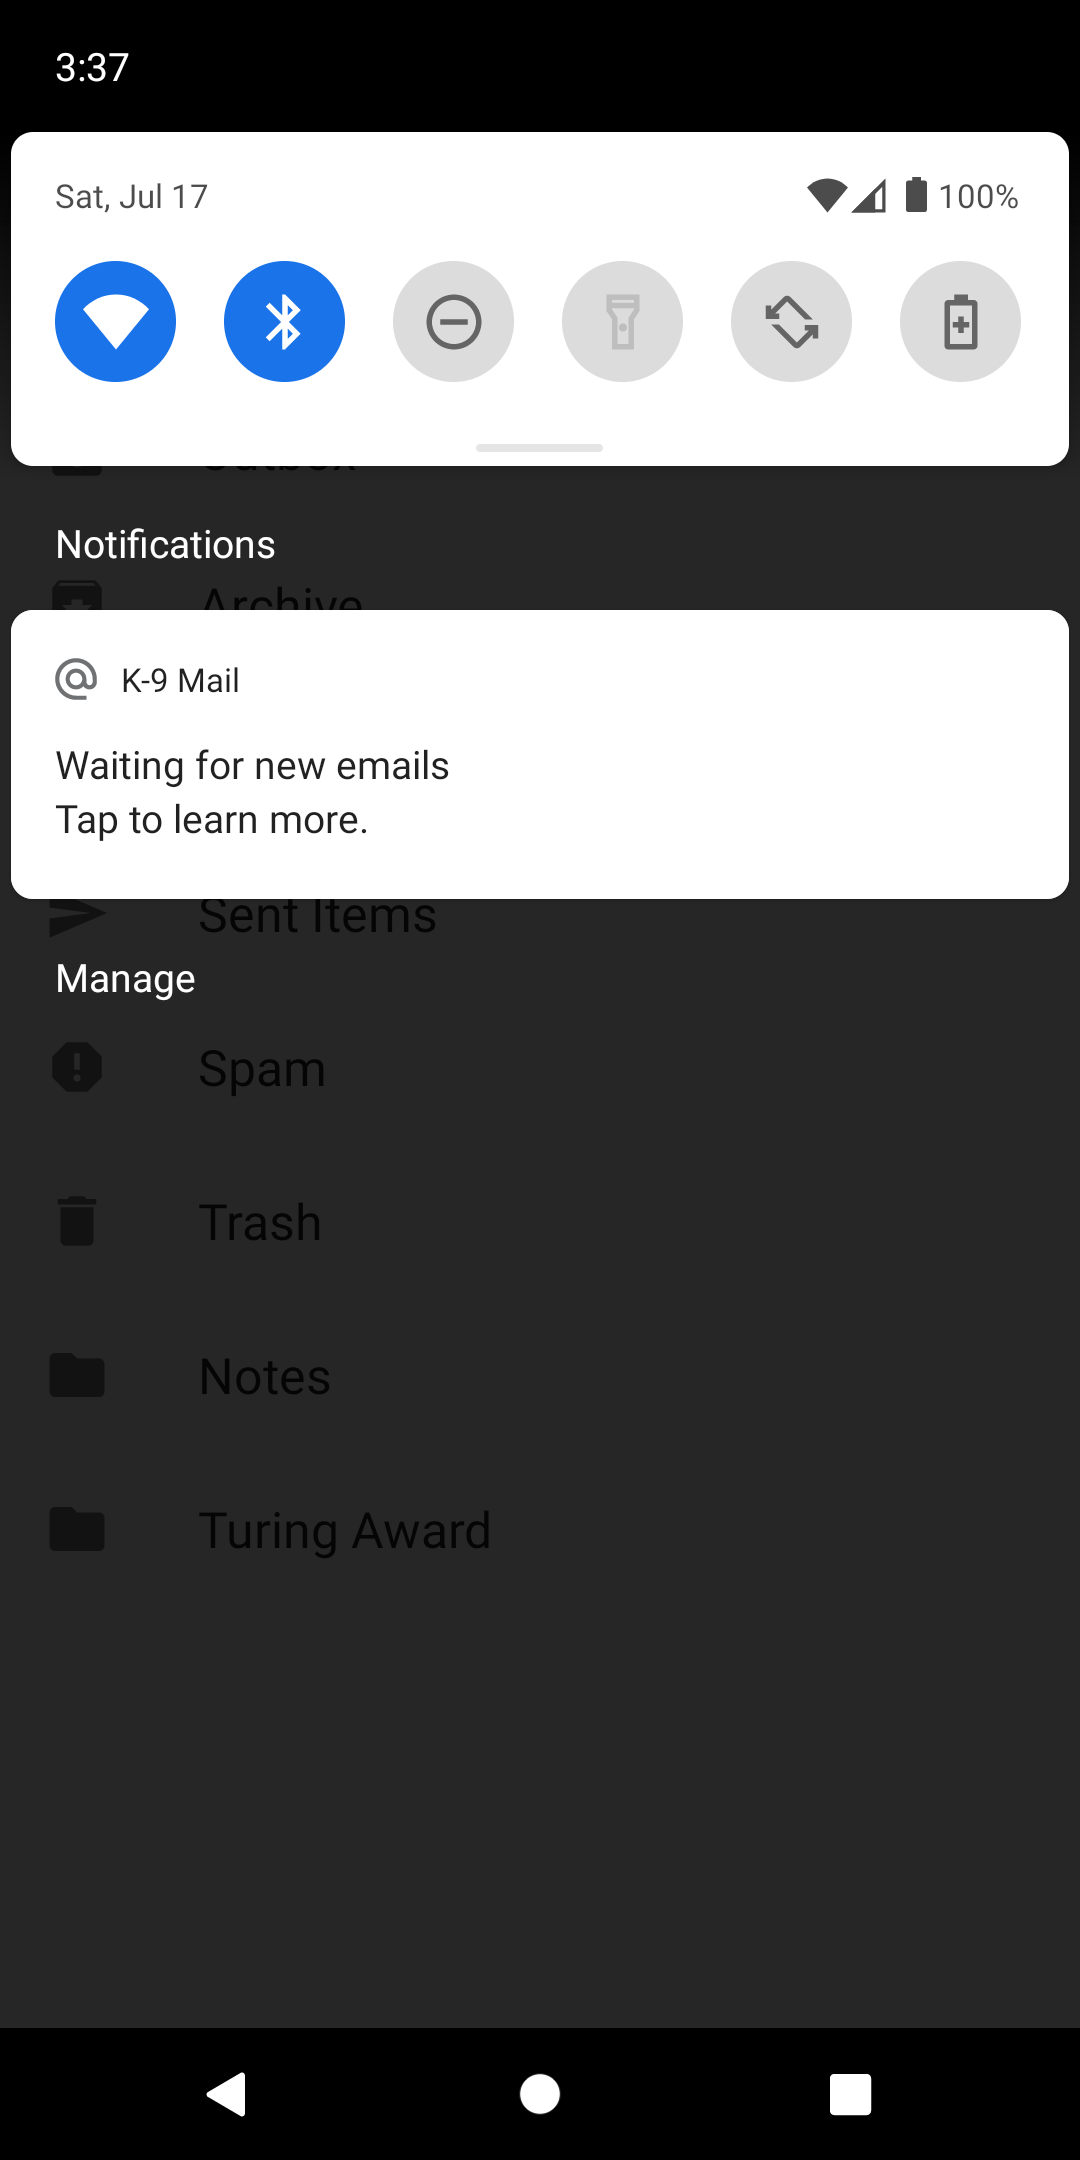 3:37
Sat, Jul 17
100%
Outbox
Notifications
Archive
K-9 Mail
Waiting for new emails
Tap to learn more.
Sent Items
Manage
Spam
Trash
Notes
Turing Award